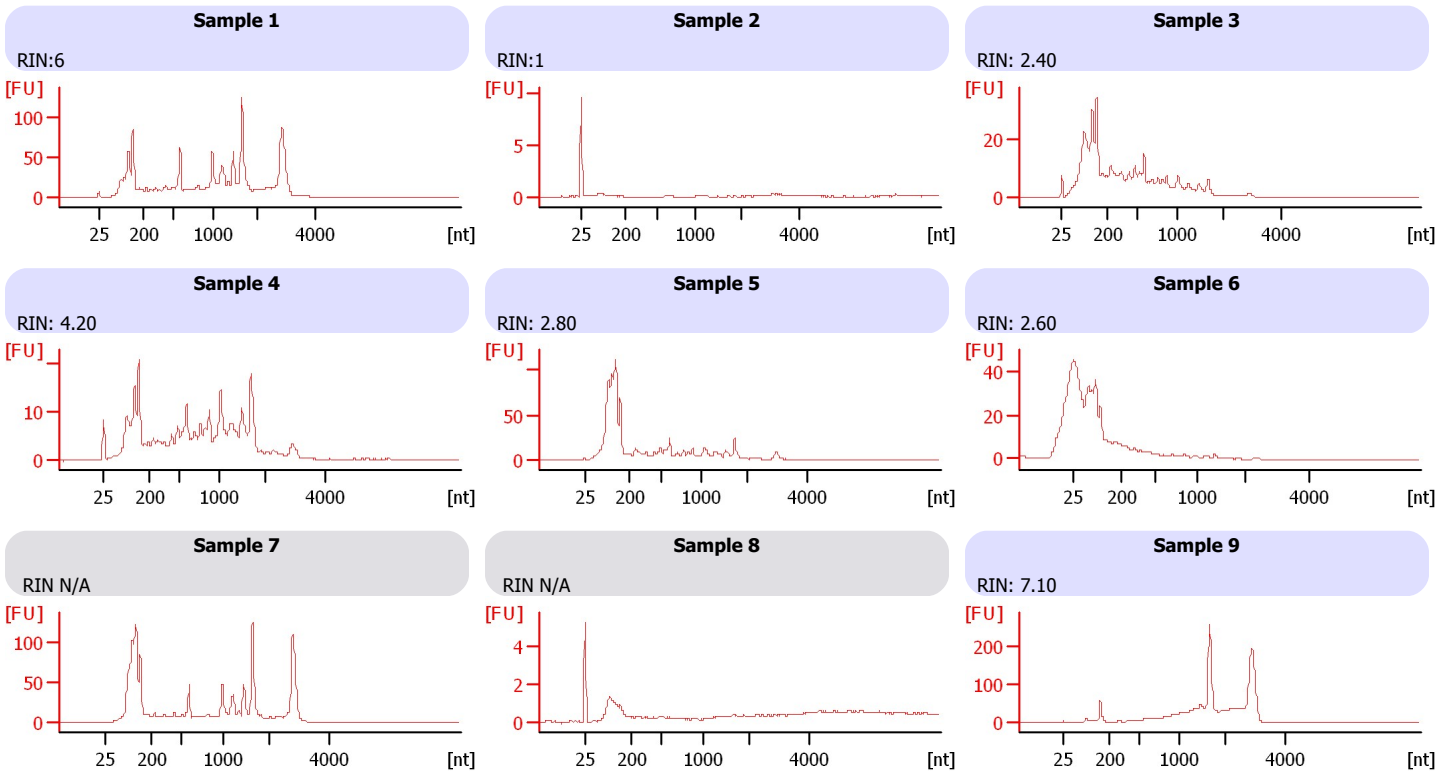 Sample 1
RIN:6
[FU]
100
50
0
25 200 1000 4000 [nt]
Sample 2
RIN:1
[FU]
5
0
25 200 1000 4000 [nt]
Sample 3
RIN: 2.40
[FU]
20
0
25 200 1000 4000 [nt]
Sample 4
RIN: 4.20
[FU]
10
0
25 200 1000 4000 [nt]
Sample 5
RIN: 2.80
[FU]
50
0
25 200 1000 4000 [nt]
Sample 6
RIN: 2.60
[FU]
40
20
0
25 200 1000 4000 [nt]
Sample 7
RIN N/A
[FU]
100
50
0
25 200 1000 4000 [nt]
Sample 8
RIN N/A
[FU]
4
2
0
25 200 1000 4000 [nt]
Sample 9
RIN: 7.10
[FU]
200
100
0
25 200 1000 4000 [nt]